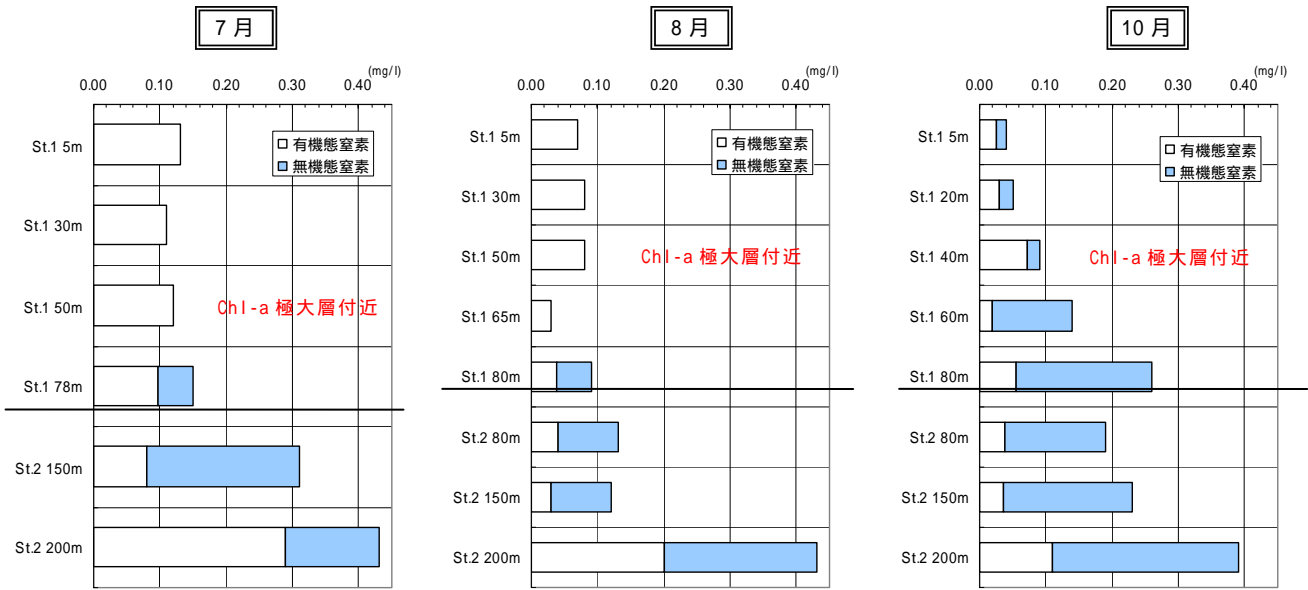 7 月
(mg/l)
0.00 0.10 0.20 0.30 0.40
有機態窒素
無機態窒素
St.1 5m
St.1 30m
St.1 50m
Chl-a 極大層付近
St.1 78m
St.2 150m
St.2 200m
8 月
(mg/l)
0.00 0.10 0.20 0.30 0.40
有機態窒素
無機態窒素
St.1 5m
St.1 30m
St.1 50m
Chl-a 極大層付近
St.1 65m
St.1 80m
St.2 80m
St.2 150m
St.2 200m
10 月
(mg/l)
0.00 0.10 0.20 0.30 0.40
有機態窒素
無機態窒素
St.1 5m
St.1 20m
St.1 40m
Chl-a 極大層付近
St.1 60m
St.1 80m
St.2 80m
St.2 150m
St.2 200m